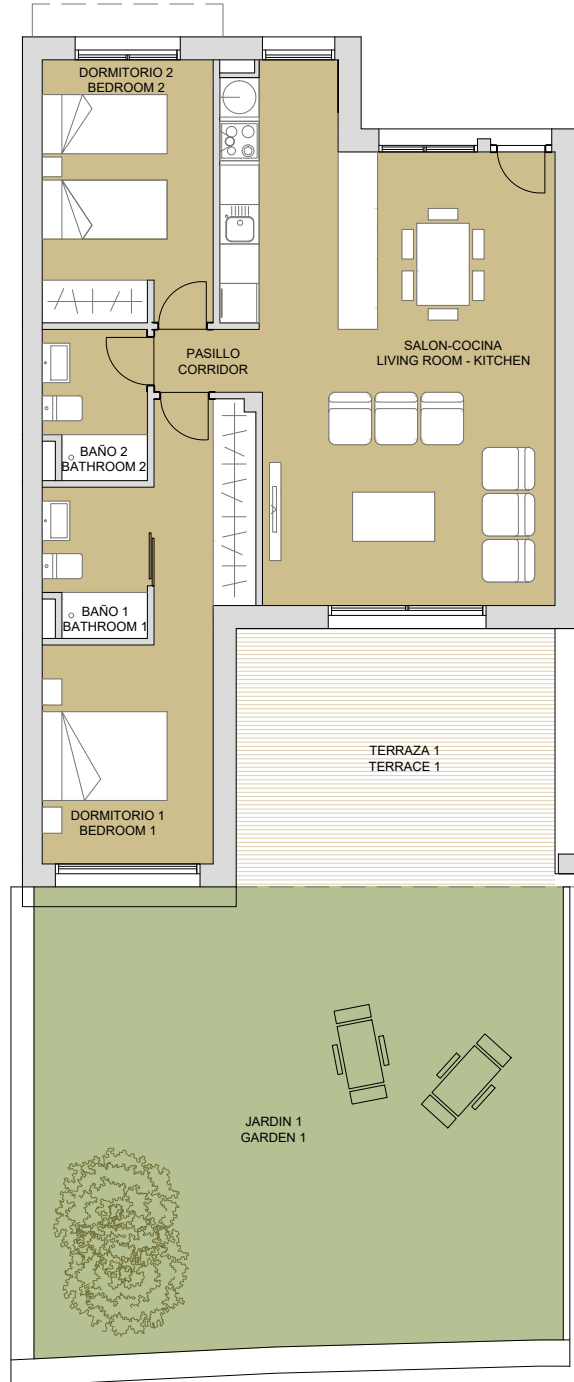 DORMITORIO 2
BEDROOM 2
SALON-COCINA
LIVING ROOM - KITCHEN
PASILLO
CORRIDOR
BAÑO 2
BATHROOM 2
BAÑO 1
BATHROOM 1
TERRAZA 1
TERRACE 1
DORMITORIO 1
BEDROOM 1
JARDIN 1
GARDEN 1